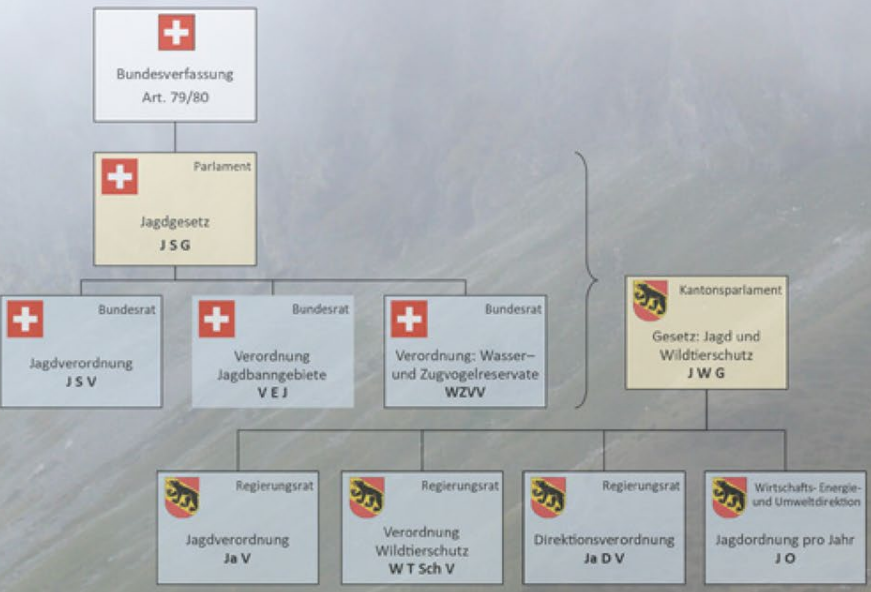 Bundesverfassung
Art. 79/80
Parlament
Jagdgesetz
J S G
Bundesrat
Jagdverordnung
J S V
Bundesrat
Verordnung
Jagdbanngebiete
V E J
Bundesrat
Verordnung: Wasser–
und Zugvogelreservate
WZVV
Kantonsparlament
Gesetz: Jagd und
Wildtierschutz
J W G
Regierungsrat
Jagdverordnung
Ja V
Regierungsrat
Verordnung
Wildtierschutz
W T Sch V
Regierungsrat
Direktionsverordnung
Ja D V
Wirtschafts- Energie-
und Umweltdirektion
Jagdordnung pro Jahr
J O